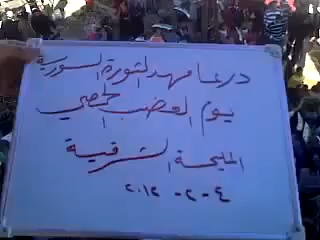 درعا مهد الثورة السورية
يوم الغضب الحمصي
المليحة الشرقية
٤-٢-٢٠١٢